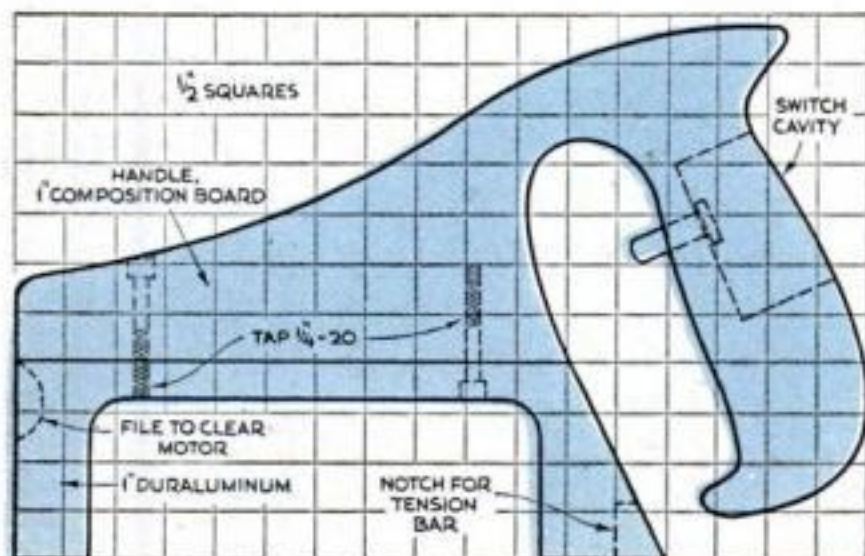 ½" SQUARES
SWITCH
CAVITY
HANDLE,
1" COMPOSITION BOARD
TAP ¼"-20
FILE TO CLEAR
MOTOR
1" DURALUMINUM
NOTCH FOR
TENSION
BAR